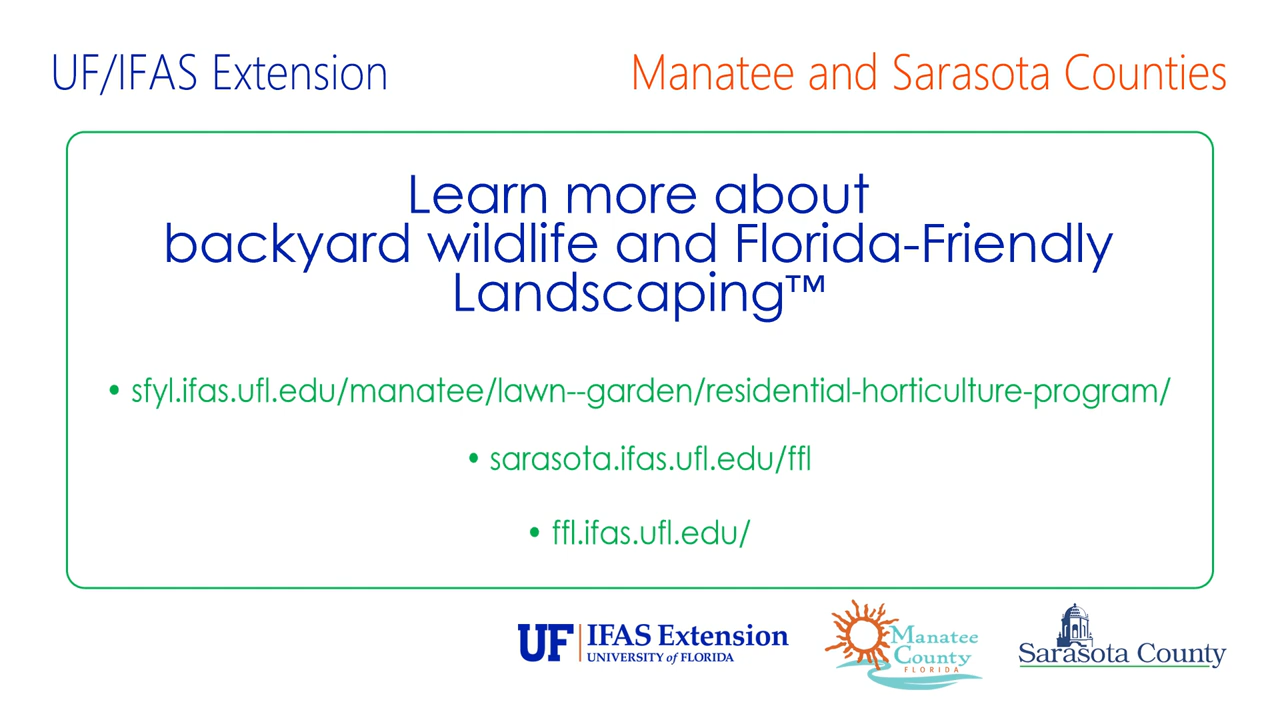 UF/IFAS Extension
Manatee and Sarasota Counties
Learn more about
backyard wildlife and Florida-Friendly
Landscaping™
• sfyl.ifas.ufl.edu/manatee/lawn--garden/residential-horticulture-program/
• sarasota.ifas.ufl.edu/ffl
• ffl.ifas.ufl.edu/
UF IFAS Extension
UNIVERSITY of FLORIDA
Manatee
County
FLORIDA
Sarasota County